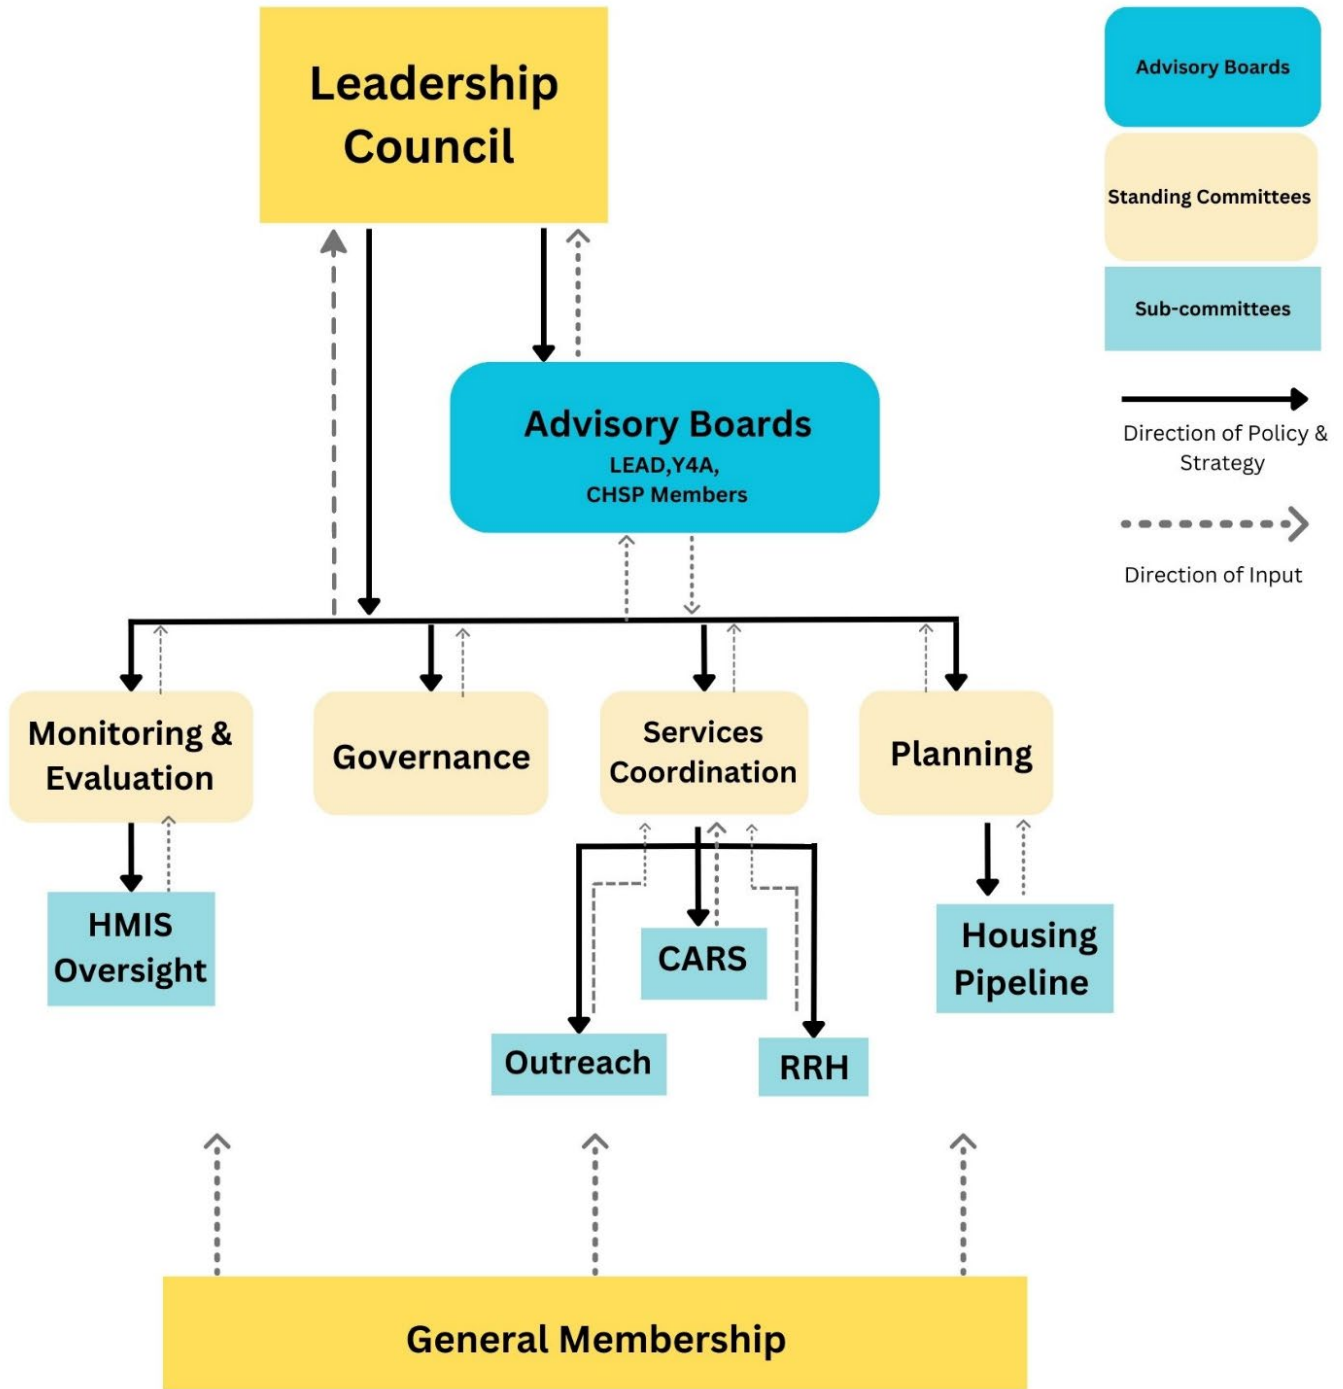 Leadership
Council
Advisory Boards
Standing Committees
Sub-committees
Direction of Policy &
Strategy
Direction of Input
Advisory Boards
LEAD,Y4A,
CHSP Members
Monitoring &
Evaluation
Governance
Services
Coordination
Planning
HMIS
Oversight
CARS
Housing
Pipeline
Outreach
RRH
General Membership